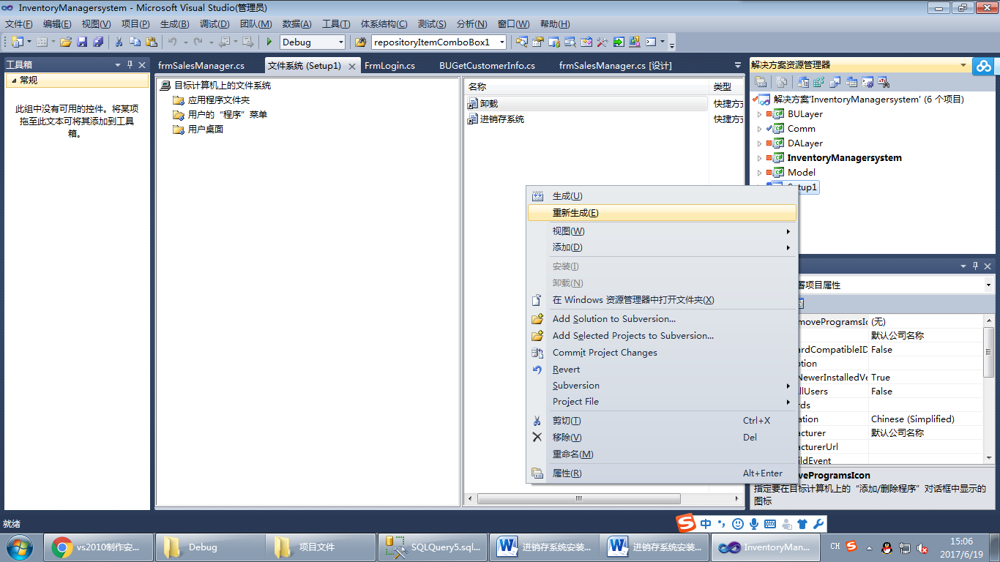 InventoryManagersystem - Microsoft Visual Studio(管理员)
文件(F) 编辑(E) 视图(V) 项目(P) 生成(B) 调试(D) 团队(M) 数据(A) 工具(T) 体系结构(C) 测试(S) 分析(N) 窗口(W) 帮助(H)
Debug repositoryItemComboBox1
工具箱
常规
此组中没有可用的控件。将某项
拖至此文本可将其添加到工具
箱。
frmSalesManager.cs 文件系统 (Setup1) FrmLogin.cs BUGetCustomerInfo.cs frmSalesManager.cs [设计]
目标计算机上的文件系统
应用程序文件夹
用户的“程序”菜单
用户桌面
名称 类型
卸载 快捷方式
进销存系统 快捷方式
解决方案资源管理器
解决方案'InventoryManagersystem' (6 个项目)
BULayer
Comm
DALayer
InventoryManagersystem
Model
Setup1
生成(U)
重新生成(E)
视图(W)
添加(D)
安装(I)
卸载(N)
在 Windows 资源管理器中打开文件夹(X)
Add Solution to Subversion...
Add Selected Projects to Subversion...
Commit Project Changes
Revert
Subversion
Project File
剪切(T) Ctrl+X
移除(V) Del
重命名(M)
属性(R) Alt+Enter
署项目属性
moveProgramsIc (无)
默认公司名称
ardCompatibleID False
ption
NewerInstalledVe True
llUsers False
rds
ation Chinese (Simplified)
acturer 默认公司名称
acturerUrl
ildEvent
veProgramsIcon
指定要在目标计算机上的“添加/删除程序”对话框中显示的
图标
就绪
中
vs2010制作安... Debug 项目文件 SQLQuery5.sql... 进销存系统安装... 进销存系统安装... InventoryMan... CH
15:06
2017/6/19